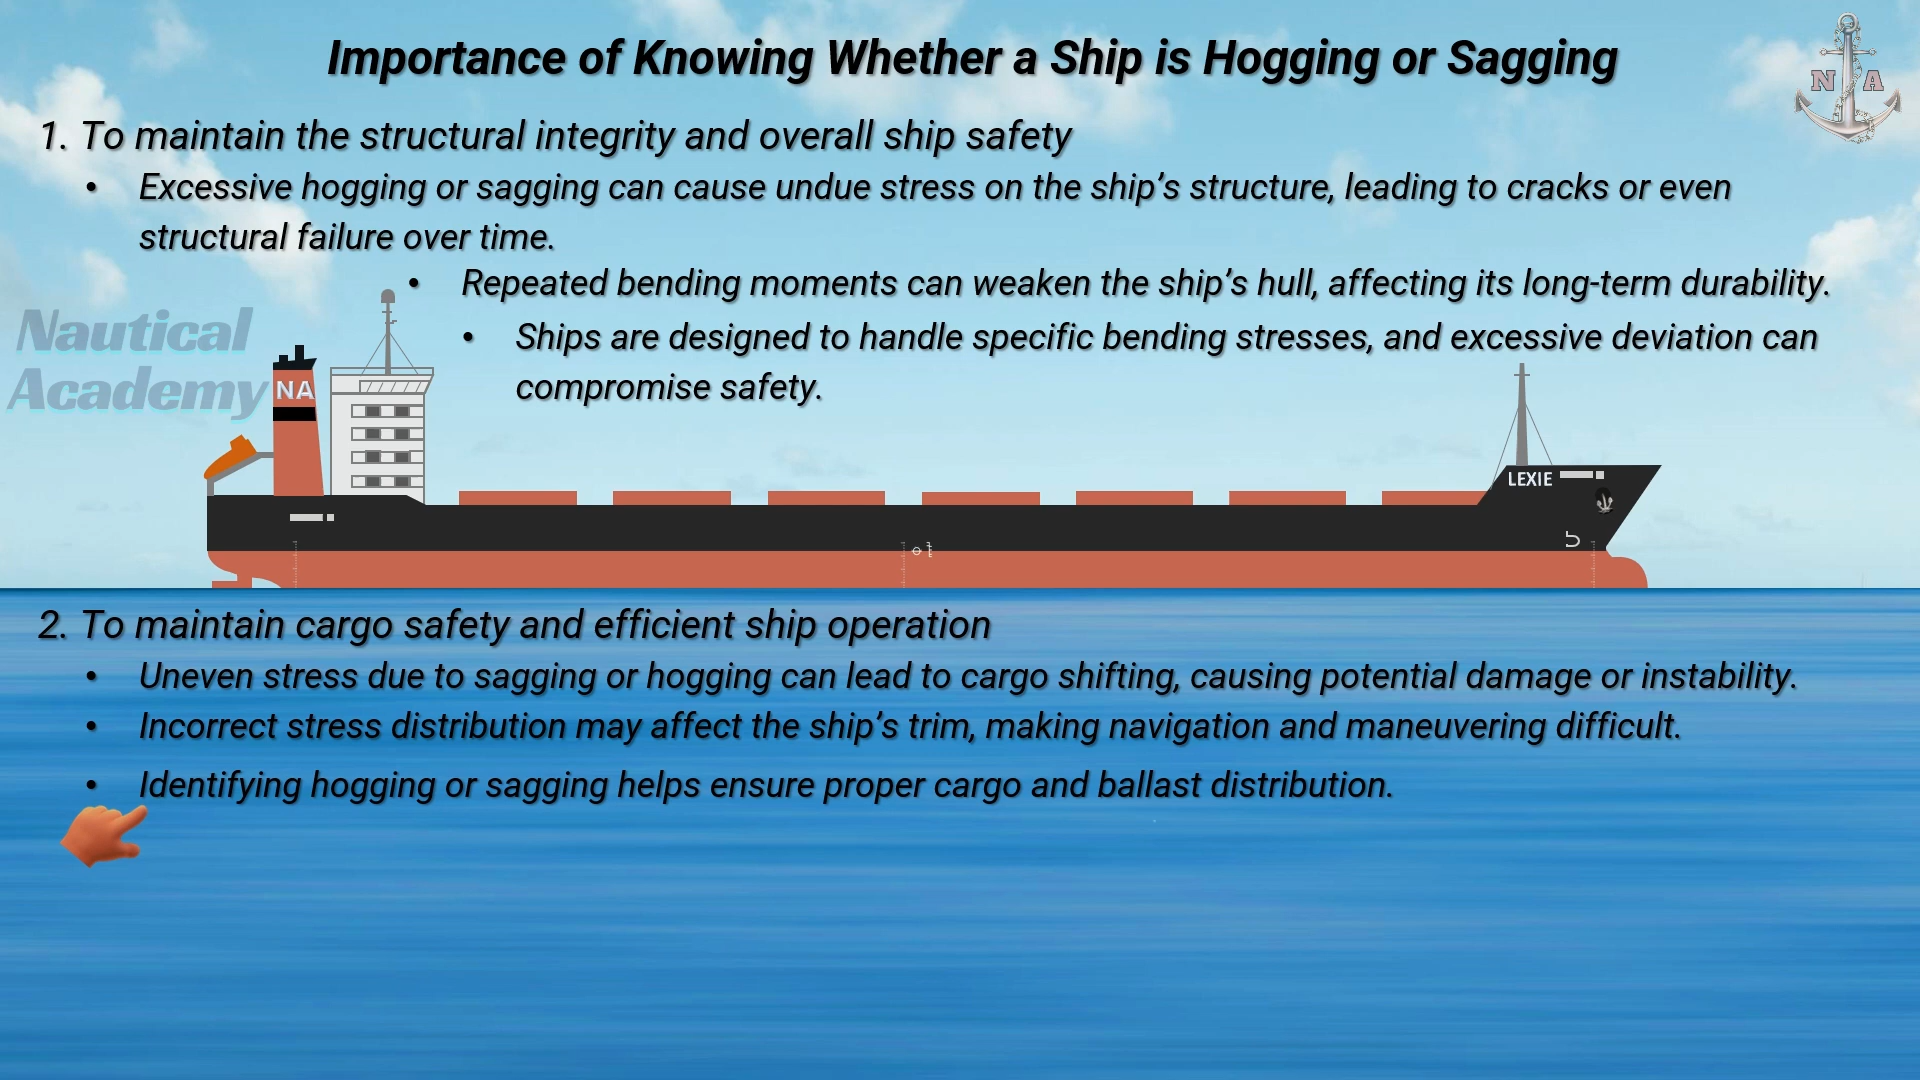 Importance of Knowing Whether a Ship is Hogging or Sagging
N A
1. To maintain the structural integrity and overall ship safety
• Excessive hogging or sagging can cause undue stress on the ship’s structure, leading to cracks or even
structural failure over time.
• Repeated bending moments can weaken the ship’s hull, affecting its long-term durability.
• Ships are designed to handle specific bending stresses, and excessive deviation can
compromise safety.
Nautical
Academy
NA
LEXIE
2. To maintain cargo safety and efficient ship operation
• Uneven stress due to sagging or hogging can lead to cargo shifting, causing potential damage or instability.
• Incorrect stress distribution may affect the ship’s trim, making navigation and maneuvering difficult.
• Identifying hogging or sagging helps ensure proper cargo and ballast distribution.